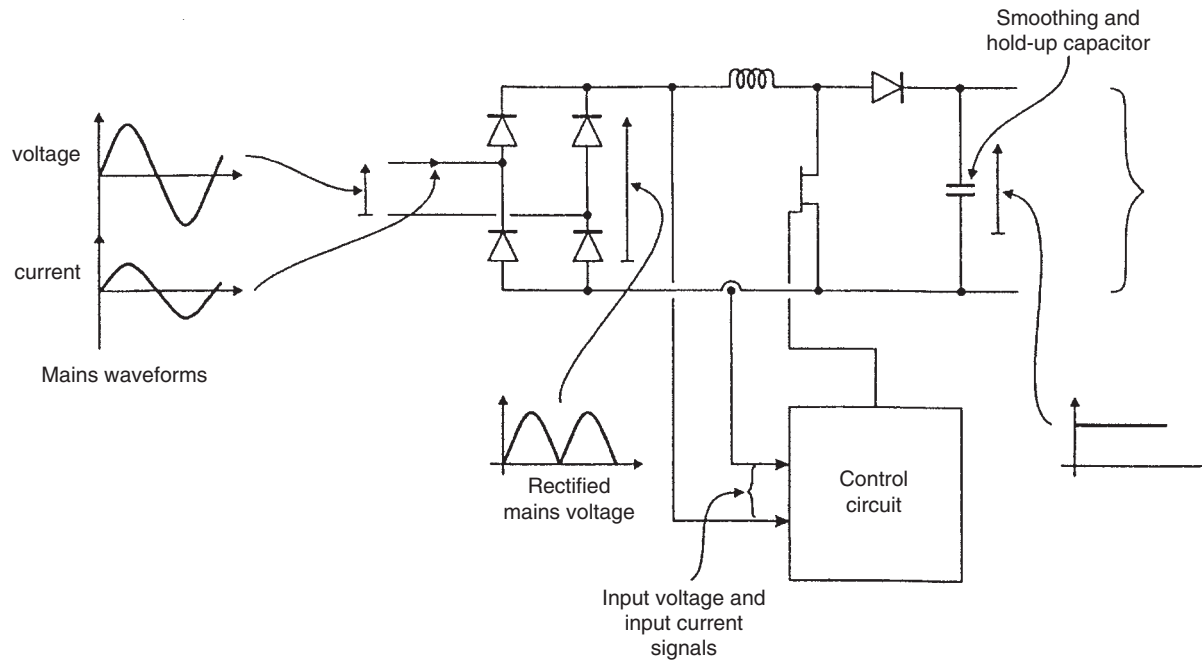 Smoothing and
hold-up capacitor
voltage
current
Mains waveforms
Rectified
mains voltage
Control
circuit
Input voltage and
input current
signals